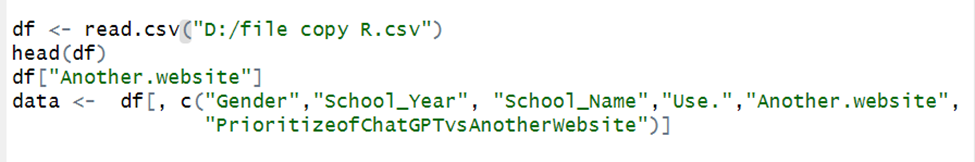 df <- read.csv("D:/file copy R.csv")
head(df)
df["Another.website"]
data <-  df[, c("Gender","School_Year", "School_Name","Use.","Another.website",
                "PrioritizeofChatGPTvsAnotherWebsite")]